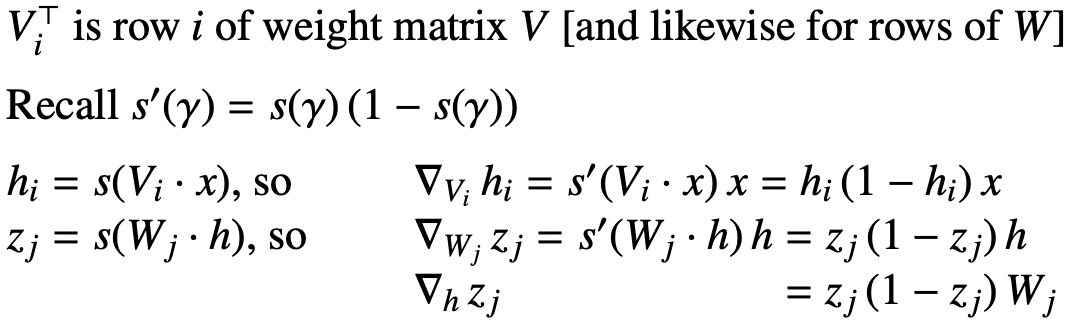 V_i^⊤ is row i of weight matrix V [and likewise for rows of W]
Recall s′(γ) = s(γ) (1 − s(γ))
h_i = s(V_i · x), so ∇_{V_i} h_i = s′(V_i · x) x = h_i (1 − h_i) x
z_j = s(W_j · h), so ∇_{W_j} z_j = s′(W_j · h) h = z_j (1 − z_j) h
∇_h z_j = z_j (1 − z_j) W_j